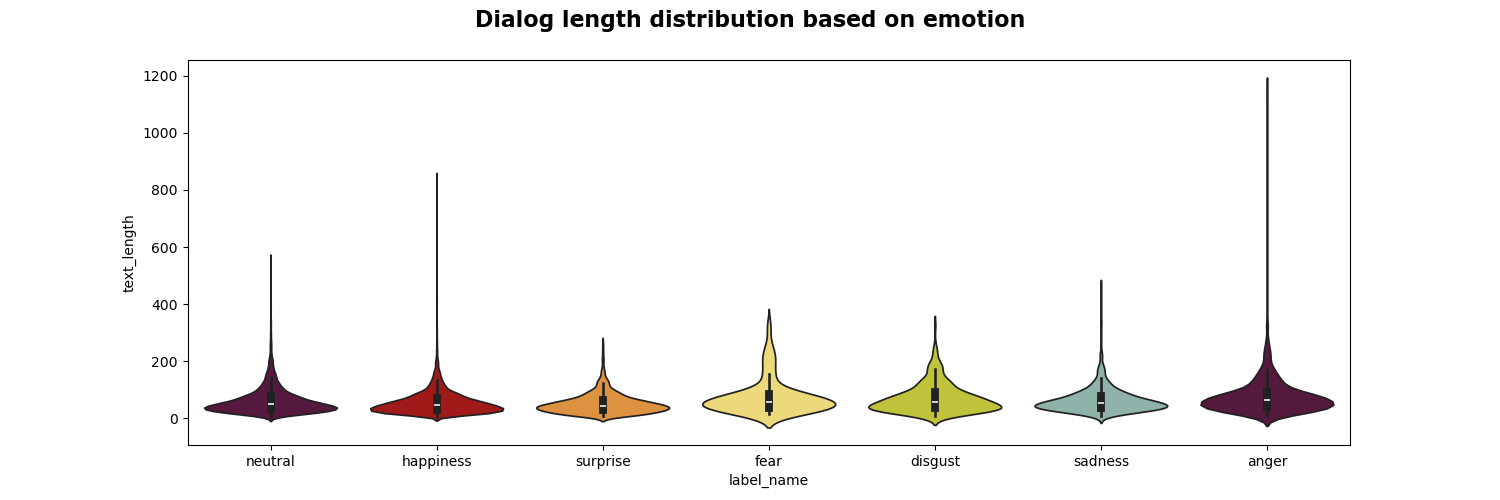 Dialog length distribution based on emotion
1200
1000
800
600
400
200
0
text_length
neutral happiness surprise fear disgust sadness anger
label_name